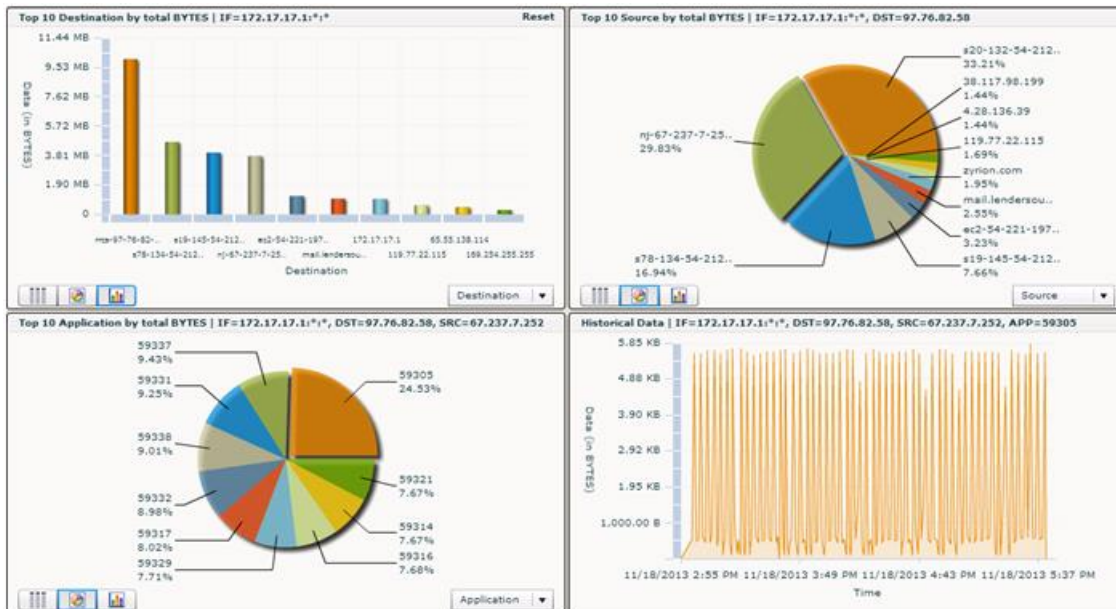 Top 10 Destination by total BYTES | IF=172.17.17.1:*:*
Reset
11.44 MB
9.53 MB
7.62 MB
5.72 MB
3.81 MB
1.90 MB
0
Data (in BYTES)
s19-145-54-212..
ec2-54-221-197..
172.17.17.1
65.55.138.114
s78-134-54-212..
nj-67-237-7-25..
mail.lendersou..
119.77.22.115
169.254.255.255
Destination
Destination
Top 10 Source by total BYTES | IF=172.17.17.1:*:*, DST=97.76.82.58
s20-132-54-212..
33.21%
38.117.98.199
1.44%
4.28.136.39
1.44%
119.77.22.115
1.69%
zyrion.com
1.95%
mail.lendersou..
2.55%
ec2-54-221-197..
3.23%
s19-145-54-212..
7.66%
nj-67-237-7-25..
29.83%
s78-134-54-212..
16.94%
Source
Top 10 Application by total BYTES | IF=172.17.17.1:*:*, DST=97.76.82.58, SRC=67.237.7.252
59337
9.43%
59331
9.25%
59338
9.01%
59332
8.98%
59317
8.02%
59329
7.71%
59305
24.53%
59321
7.67%
59314
7.67%
59316
7.68%
Application
Historical Data | IF=172.17.17.1:*:*, DST=97.76.82.58, SRC=67.237.7.252, APP=59305
5.85 KB
4.88 KB
3.90 KB
2.92 KB
1.95 KB
1,000.00 B
Data (in BYTES)
11/18/2013 2:55 PM
11/18/2013 3:49 PM
11/18/2013 4:43 PM
11/18/2013 5:37 PM
Time